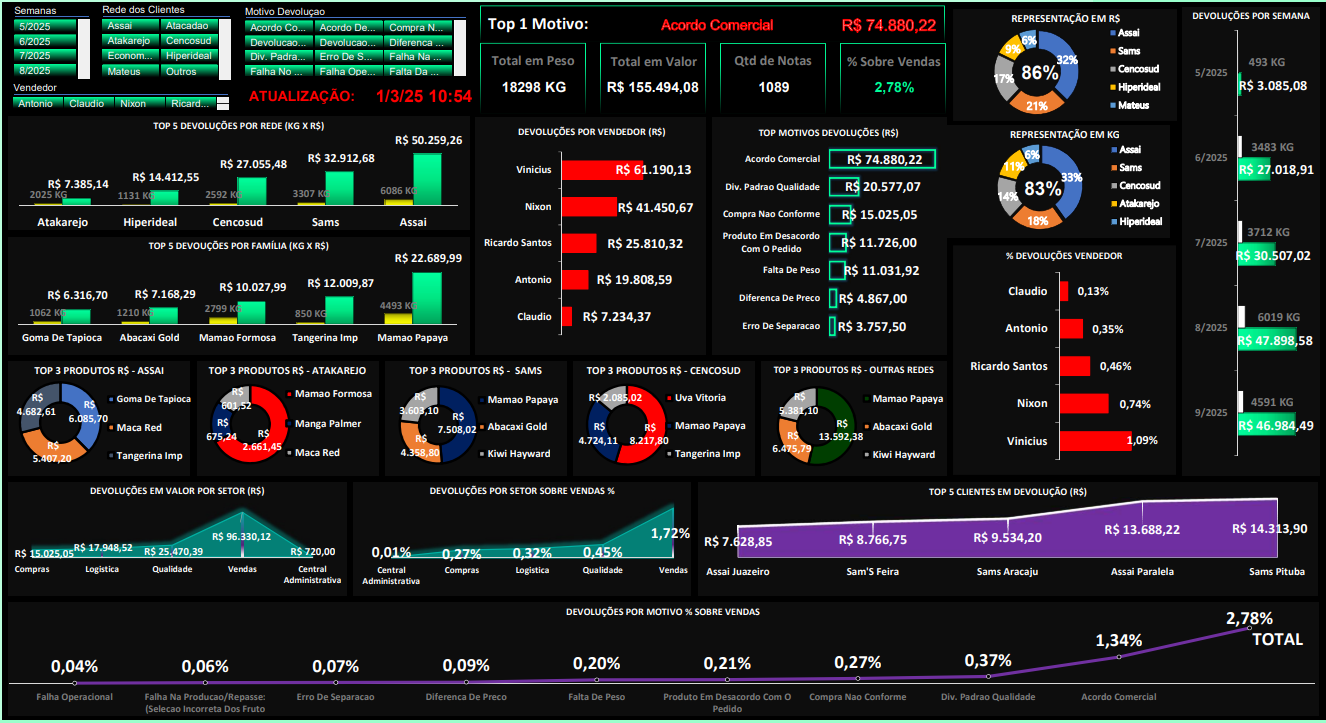 Semanas
5/2025
6/2025
7/2025
8/2025
Rede dos Clientes
Assai Atacadao
Atakarejo Cencosud
Econom... Hiperideal
Mateus Outros
Motivo Devoluçao
Acordo Co... Acordo De... Compra N...
Devolucao... Devolucao... Diferenca ...
Div. Padra... Erro De S... Falha Na ...
Falha No ... Falha Ope... Falta Da ...
Vendedor
Antonio Claudio Nixon Ricard...
ATUALIZAÇÃO: 1/3/25 10:54
Top 1 Motivo: Acordo Comercial R$ 74.880,22
Total em Peso
18298 KG
Total em Valor
R$ 155.494,08
Qtd de Notas
1089
% Sobre Vendas
2,78%
REPRESENTAÇÃO EM R$
86%
32%
21%
17%
9%
6%
Assai
Sams
Cencosud
Hiperideal
Mateus
REPRESENTAÇÃO EM KG
83%
33%
18%
14%
11%
6%
Assai
Sams
Cencosud
Atakarejo
Hiperideal
DEVOLUÇÕES POR SEMANA
5/2025
493 KG
R$ 3.085,08
6/2025
3483 KG
R$ 27.018,91
7/2025
3712 KG
R$ 30.507,02
8/2025
6019 KG
R$ 47.898,58
9/2025
4591 KG
R$ 46.984,49
TOP 5 DEVOLUÇÕES POR REDE (KG X R$)
2025 KG R$ 7.385,14
1131 KG R$ 14.412,55
2592 KG R$ 27.055,48
3307 KG R$ 32.912,68
6086 KG R$ 50.259,26
Atakarejo Hiperideal Cencosud Sams Assai
TOP 5 DEVOUÇÕES POR FAMÍLIA (KG X R$)
1062 KG R$ 6.316,70
1210 KG R$ 7.168,29
2799 KG R$ 10.027,99
850 KG R$ 12.009,87
4493 KG R$ 22.689,99
Goma De Tapioca Abacaxi Gold Mamao Formosa Tangerina Imp Mamao Papaya
DEVOLUÇÕES POR VENDEDOR (R$)
Vinicius R$ 61.190,13
Nixon R$ 41.450,67
Ricardo Santos R$ 25.810,32
Antonio R$ 19.808,59
Claudio R$ 7.234,37
TOP MOTIVOS DEVOLUÇÕES (R$)
Acordo Comercial R$ 74.880,22
Div. Padrao Qualidade R$ 20.577,07
Compra Nao Conforme R$ 15.025,05
Produto Em Desacordo
Com O Pedido R$ 11.726,00
Falta De Peso R$ 11.031,92
Diferenca De Preco R$ 4.867,00
Erro De Separacao R$ 3.757,50
% DEVOLUÇÕES VENDEDOR
Claudio 0,13%
Antonio 0,35%
Ricardo Santos 0,46%
Nixon 0,74%
Vinicius 1,09%
TOP 3 PRODUTOS R$ - ASSAI
R$ 4.682,61
R$ 6.085,70
R$ 5.407,20
Goma De Tapioca
Maca Red
Tangerina Imp
TOP 3 PRODUTOS R$ - ATAKAREJO
R$ 601,52
R$ 675,24
R$ 2.661,45
Mamao Formosa
Manga Palmer
Maca Red
TOP 3 PRODUTOS R$ - SAMS
R$ 3.603,10
R$ 7.508,02
R$ 4.358,80
Mamao Papaya
Abacaxi Gold
Kiwi Hayward
TOP 3 PRODUTOS R$ - CENCOSUD
R$ 2.085,02
R$ 4.724,11
R$ 8.217,80
Uva Vitoria
Mamao Papaya
Tangerina Imp
TOP 3 PRODUTOS R$ - OUTRAS REDES
R$ 5.381,10
R$ 13.592,38
R$ 6.475,79
Mamao Papaya
Abacaxi Gold
Kiwi Hayward
DEVOLUÇÕES EM VALOR POR SETOR (R$)
R$ 15.025,05 R$ 17.948,52 R$ 25.470,39 R$ 96.330,12 R$ 720,00
Compras Logistica Qualidade Vendas Central
Administrativa
DEVOLUÇÕES POR SETOR SOBRE VENDAS %
0,01% 0,27% 0,32% 0,45% 1,72%
Central Compras Logistica Qualidade Vendas
Administrativa
TOP 5 CLIENTES EM DEVOLUÇÃO (R$)
R$ 7.628,85 R$ 8.766,75 R$ 9.534,20 R$ 13.688,22 R$ 14.313,90
Assai Juazeiro Sam'S Feira Sams Aracaju Assai Paralela Sams Pituba
DEVOLUÇÕES POR MOTIVO % SOBRE VENDAS
0,04% 0,06% 0,07% 0,09% 0,20% 0,21% 0,27% 0,37% 1,34% 2,78%
TOTAL
Falha Operacional Falha Na Producao/Repasse: Erro De Separacao Diferenca De Preco Falta De Peso Produto Em Desacordo Com O Compra Nao Conforme Div. Padrao Qualidade Acordo Comercial
(Selecao Incorreta Dos Fruto Pedido